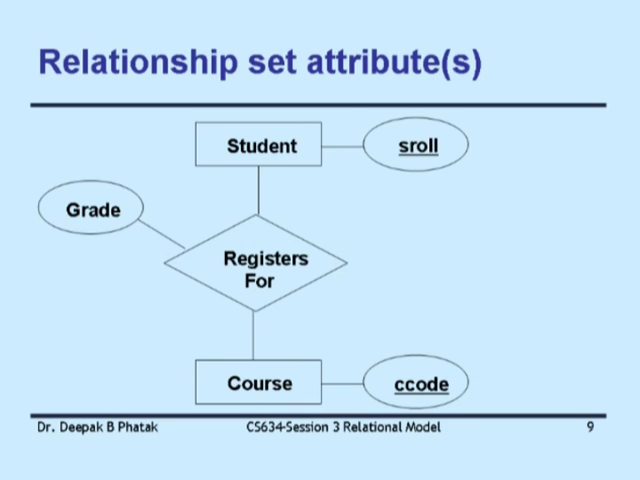 Relationship set attribute(s)
Student
sroll
Grade
Registers
For
Course
ccode
Dr. Deepak B Phatak
CS634-Session 3 Relational Model
9